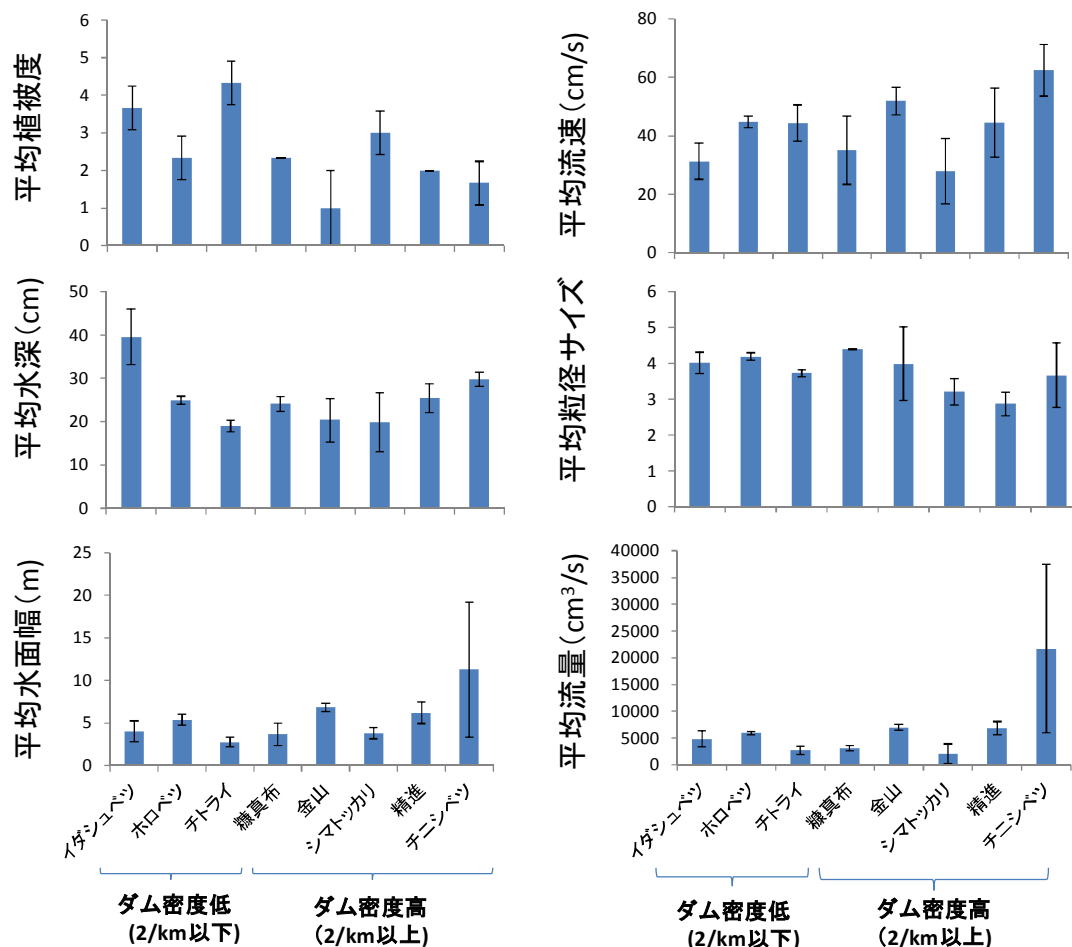 平均植被度
6
5
4
3
2
1
0
平均流速(cm/s)
80
60
40
20
0
平均水深(cm)
50
40
30
20
10
0
平均粒径サイズ
6
5
4
3
2
1
0
平均水面幅(m)
25
20
15
10
5
0
イダシュベツ
ホロベツ
チトライ
糠真布
金山
シマトツカリ
精進
チニシベツ
ダム密度低
(2/km以下)
ダム密度高
(2/km以上)
平均流量(cm³/s)
40000
35000
30000
25000
20000
15000
10000
5000
0
イダシュベツ
ホロベツ
チトライ
糠真布
金山
シマトツカリ
精進
チニシベツ
ダム密度低
(2/km以下)
ダム密度高
(2/km以上)